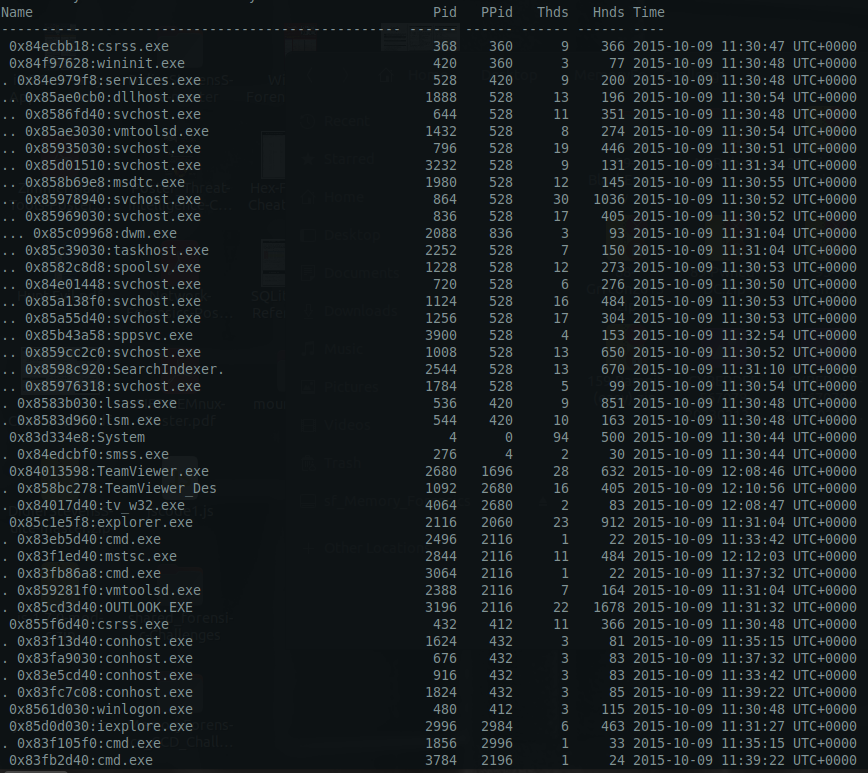 Name Pid PPid Thds Hnds Time
-------------------------------------------------- ------ ------ ------ ------ ----
0x84ecbb18:csrss.exe 368 360 9 366 2015-10-09 11:30:47 UTC+0000
0x84f97628:wininit.exe 420 360 3 77 2015-10-09 11:30:48 UTC+0000
. 0x84e979f8:services.exe 528 420 9 200 2015-10-09 11:30:48 UTC+0000
.. 0x85ae0cb0:dllhost.exe 1888 528 13 196 2015-10-09 11:30:54 UTC+0000
.. 0x8586fd40:svchost.exe 644 528 11 351 2015-10-09 11:30:48 UTC+0000
.. 0x85ae3030:vmtoolsd.exe 1432 528 8 274 2015-10-09 11:30:54 UTC+0000
.. 0x85935030:svchost.exe 796 528 19 446 2015-10-09 11:30:51 UTC+0000
.. 0x85d01510:svchost.exe 3232 528 9 131 2015-10-09 11:31:34 UTC+0000
.. 0x858b69e8:msdtc.exe 1980 528 12 145 2015-10-09 11:30:55 UTC+0000
.. 0x85978940:svchost.exe 864 528 30 1036 2015-10-09 11:30:52 UTC+0000
.. 0x85969030:svchost.exe 836 528 17 405 2015-10-09 11:30:52 UTC+0000
... 0x85c09968:dwm.exe 2088 836 3 93 2015-10-09 11:31:04 UTC+0000
.. 0x85c39030:taskhost.exe 2252 528 7 150 2015-10-09 11:31:04 UTC+0000
.. 0x8582c8d8:spoolsv.exe 1228 528 12 273 2015-10-09 11:30:53 UTC+0000
.. 0x84e01448:svchost.exe 720 528 6 276 2015-10-09 11:30:50 UTC+0000
.. 0x85a138f0:svchost.exe 1124 528 16 484 2015-10-09 11:30:53 UTC+0000
.. 0x85a55d40:svchost.exe 1256 528 17 304 2015-10-09 11:30:53 UTC+0000
.. 0x85b43a58:sppsvc.exe 3900 528 4 153 2015-10-09 11:32:54 UTC+0000
.. 0x859cc2c0:svchost.exe 1008 528 13 650 2015-10-09 11:30:52 UTC+0000
.. 0x8598c920:SearchIndexer. 2544 528 13 670 2015-10-09 11:31:10 UTC+0000
.. 0x85976318:svchost.exe 1784 528 5 99 2015-10-09 11:30:54 UTC+0000
. 0x8583b030:lsass.exe 536 420 9 851 2015-10-09 11:30:48 UTC+0000
. 0x8583d960:lsm.exe 544 420 10 163 2015-10-09 11:30:48 UTC+0000
0x83d334e8:System 4 0 94 500 2015-10-09 11:30:44 UTC+0000
. 0x84edcbf0:smss.exe 276 4 2 30 2015-10-09 11:30:44 UTC+0000
0x84013598:TeamViewer.exe 2680 1696 28 632 2015-10-09 12:08:46 UTC+0000
. 0x858bc278:TeamViewer_Des 1092 2680 16 405 2015-10-09 12:10:56 UTC+0000
. 0x84017d40:tv_w32.exe 4064 2680 2 83 2015-10-09 12:08:47 UTC+0000
0x85c1e5f8:explorer.exe 2116 2060 23 912 2015-10-09 11:31:04 UTC+0000
. 0x83eb5d40:cmd.exe 2496 2116 1 22 2015-10-09 11:33:42 UTC+0000
. 0x83f1ed40:mstsc.exe 2844 2116 11 484 2015-10-09 12:12:03 UTC+0000
. 0x83fb86a8:cmd.exe 3064 2116 1 22 2015-10-09 11:37:32 UTC+0000
. 0x859281f0:vmtoolsd.exe 2388 2116 7 164 2015-10-09 11:31:04 UTC+0000
. 0x85cd3d40:OUTLOOK.EXE 3196 2116 22 1678 2015-10-09 11:31:32 UTC+0000
0x855f6d40:csrss.exe 432 412 11 366 2015-10-09 11:30:48 UTC+0000
. 0x83f13d40:conhost.exe 1624 432 3 81 2015-10-09 11:35:15 UTC+0000
. 0x83fa9030:conhost.exe 676 432 3 83 2015-10-09 11:37:32 UTC+0000
. 0x83e5cd40:conhost.exe 916 432 3 83 2015-10-09 11:33:42 UTC+0000
. 0x83fc7c08:conhost.exe 1824 432 3 85 2015-10-09 11:39:22 UTC+0000
0x8561d030:winlogon.exe 480 412 3 115 2015-10-09 11:30:48 UTC+0000
0x85d0d030:iexplore.exe 2996 2984 6 463 2015-10-09 11:31:27 UTC+0000
. 0x83f105f0:cmd.exe 1856 2996 1 33 2015-10-09 11:35:15 UTC+0000
0x83fb2d40:cmd.exe 3784 2196 1 24 2015-10-09 11:39:22 UTC+0000